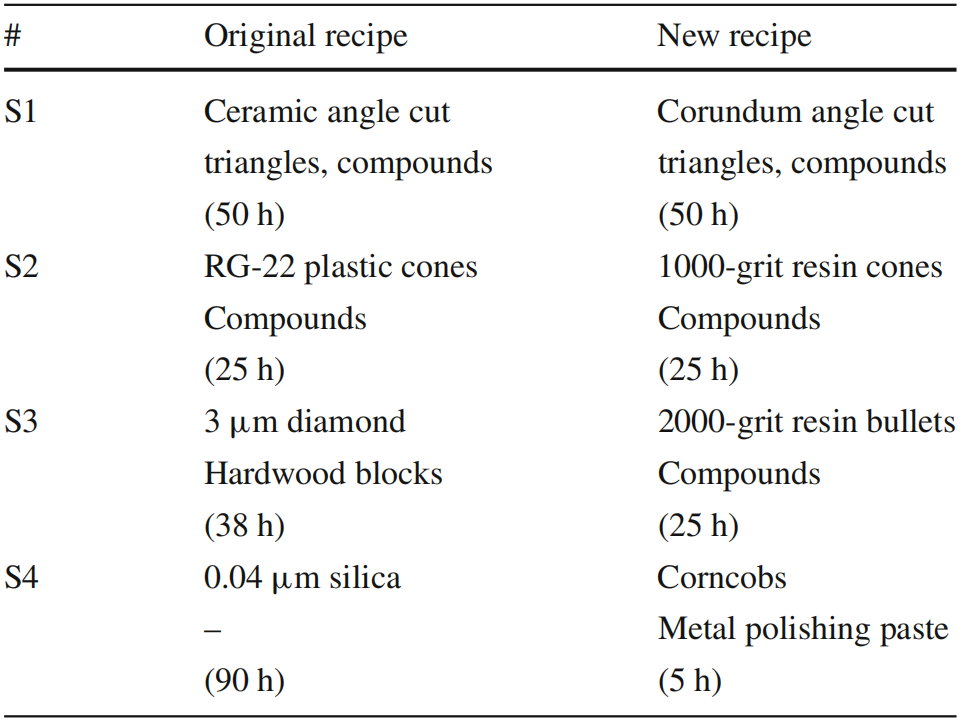 # Original recipe New recipe
S1 Ceramic angle cut Corundum angle cut
triangles, compounds triangles, compounds
(50 h) (50 h)
S2 RG-22 plastic cones 1000-grit resin cones
Compounds Compounds
(25 h) (25 h)
S3 3 μm diamond 2000-grit resin bullets
Hardwood blocks Compounds
(38 h) (25 h)
S4 0.04 μm silica Corncobs
– Metal polishing paste
(90 h) (5 h)